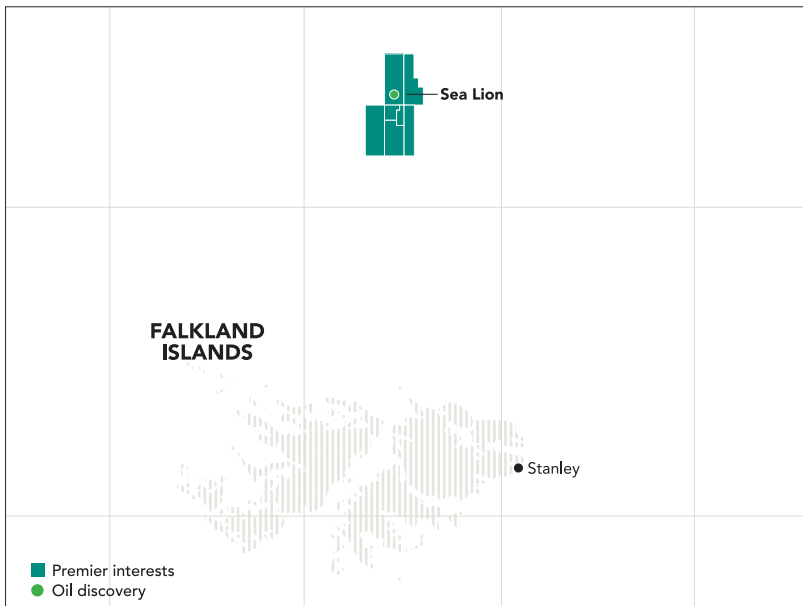 Sea Lion
FALKLAND
ISLANDS
Stanley
Premier interests
Oil discovery